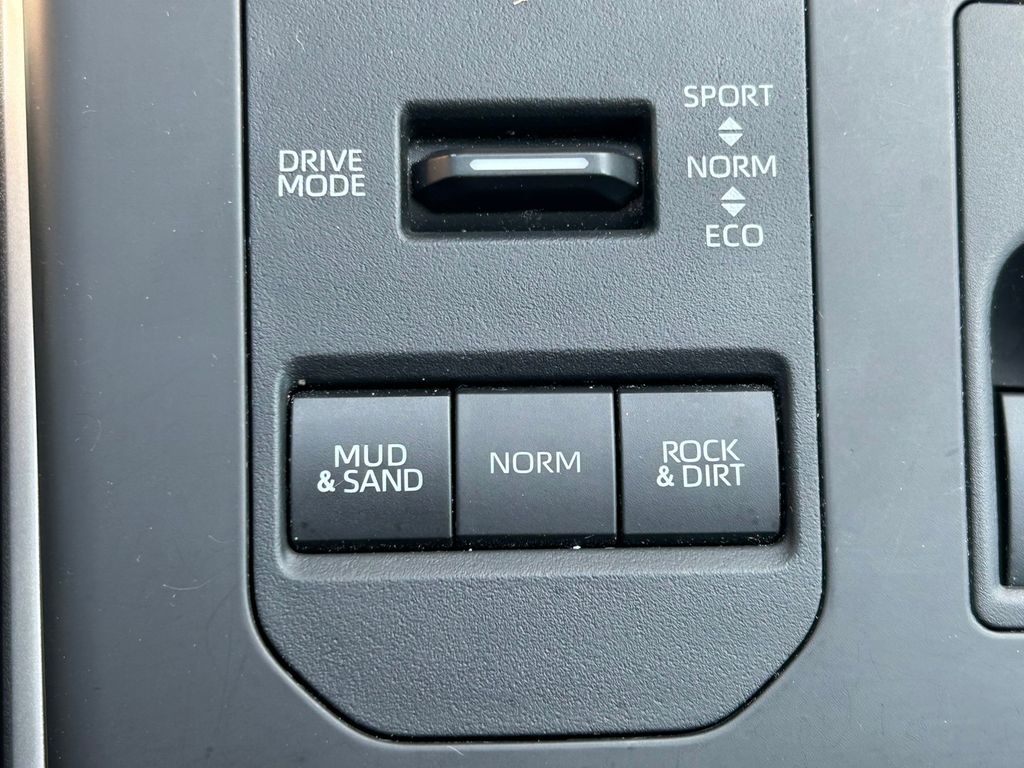 DRIVE
MODE
SPORT
NORM
ECO
MUD
& SAND
NORM
ROCK
& DIRT